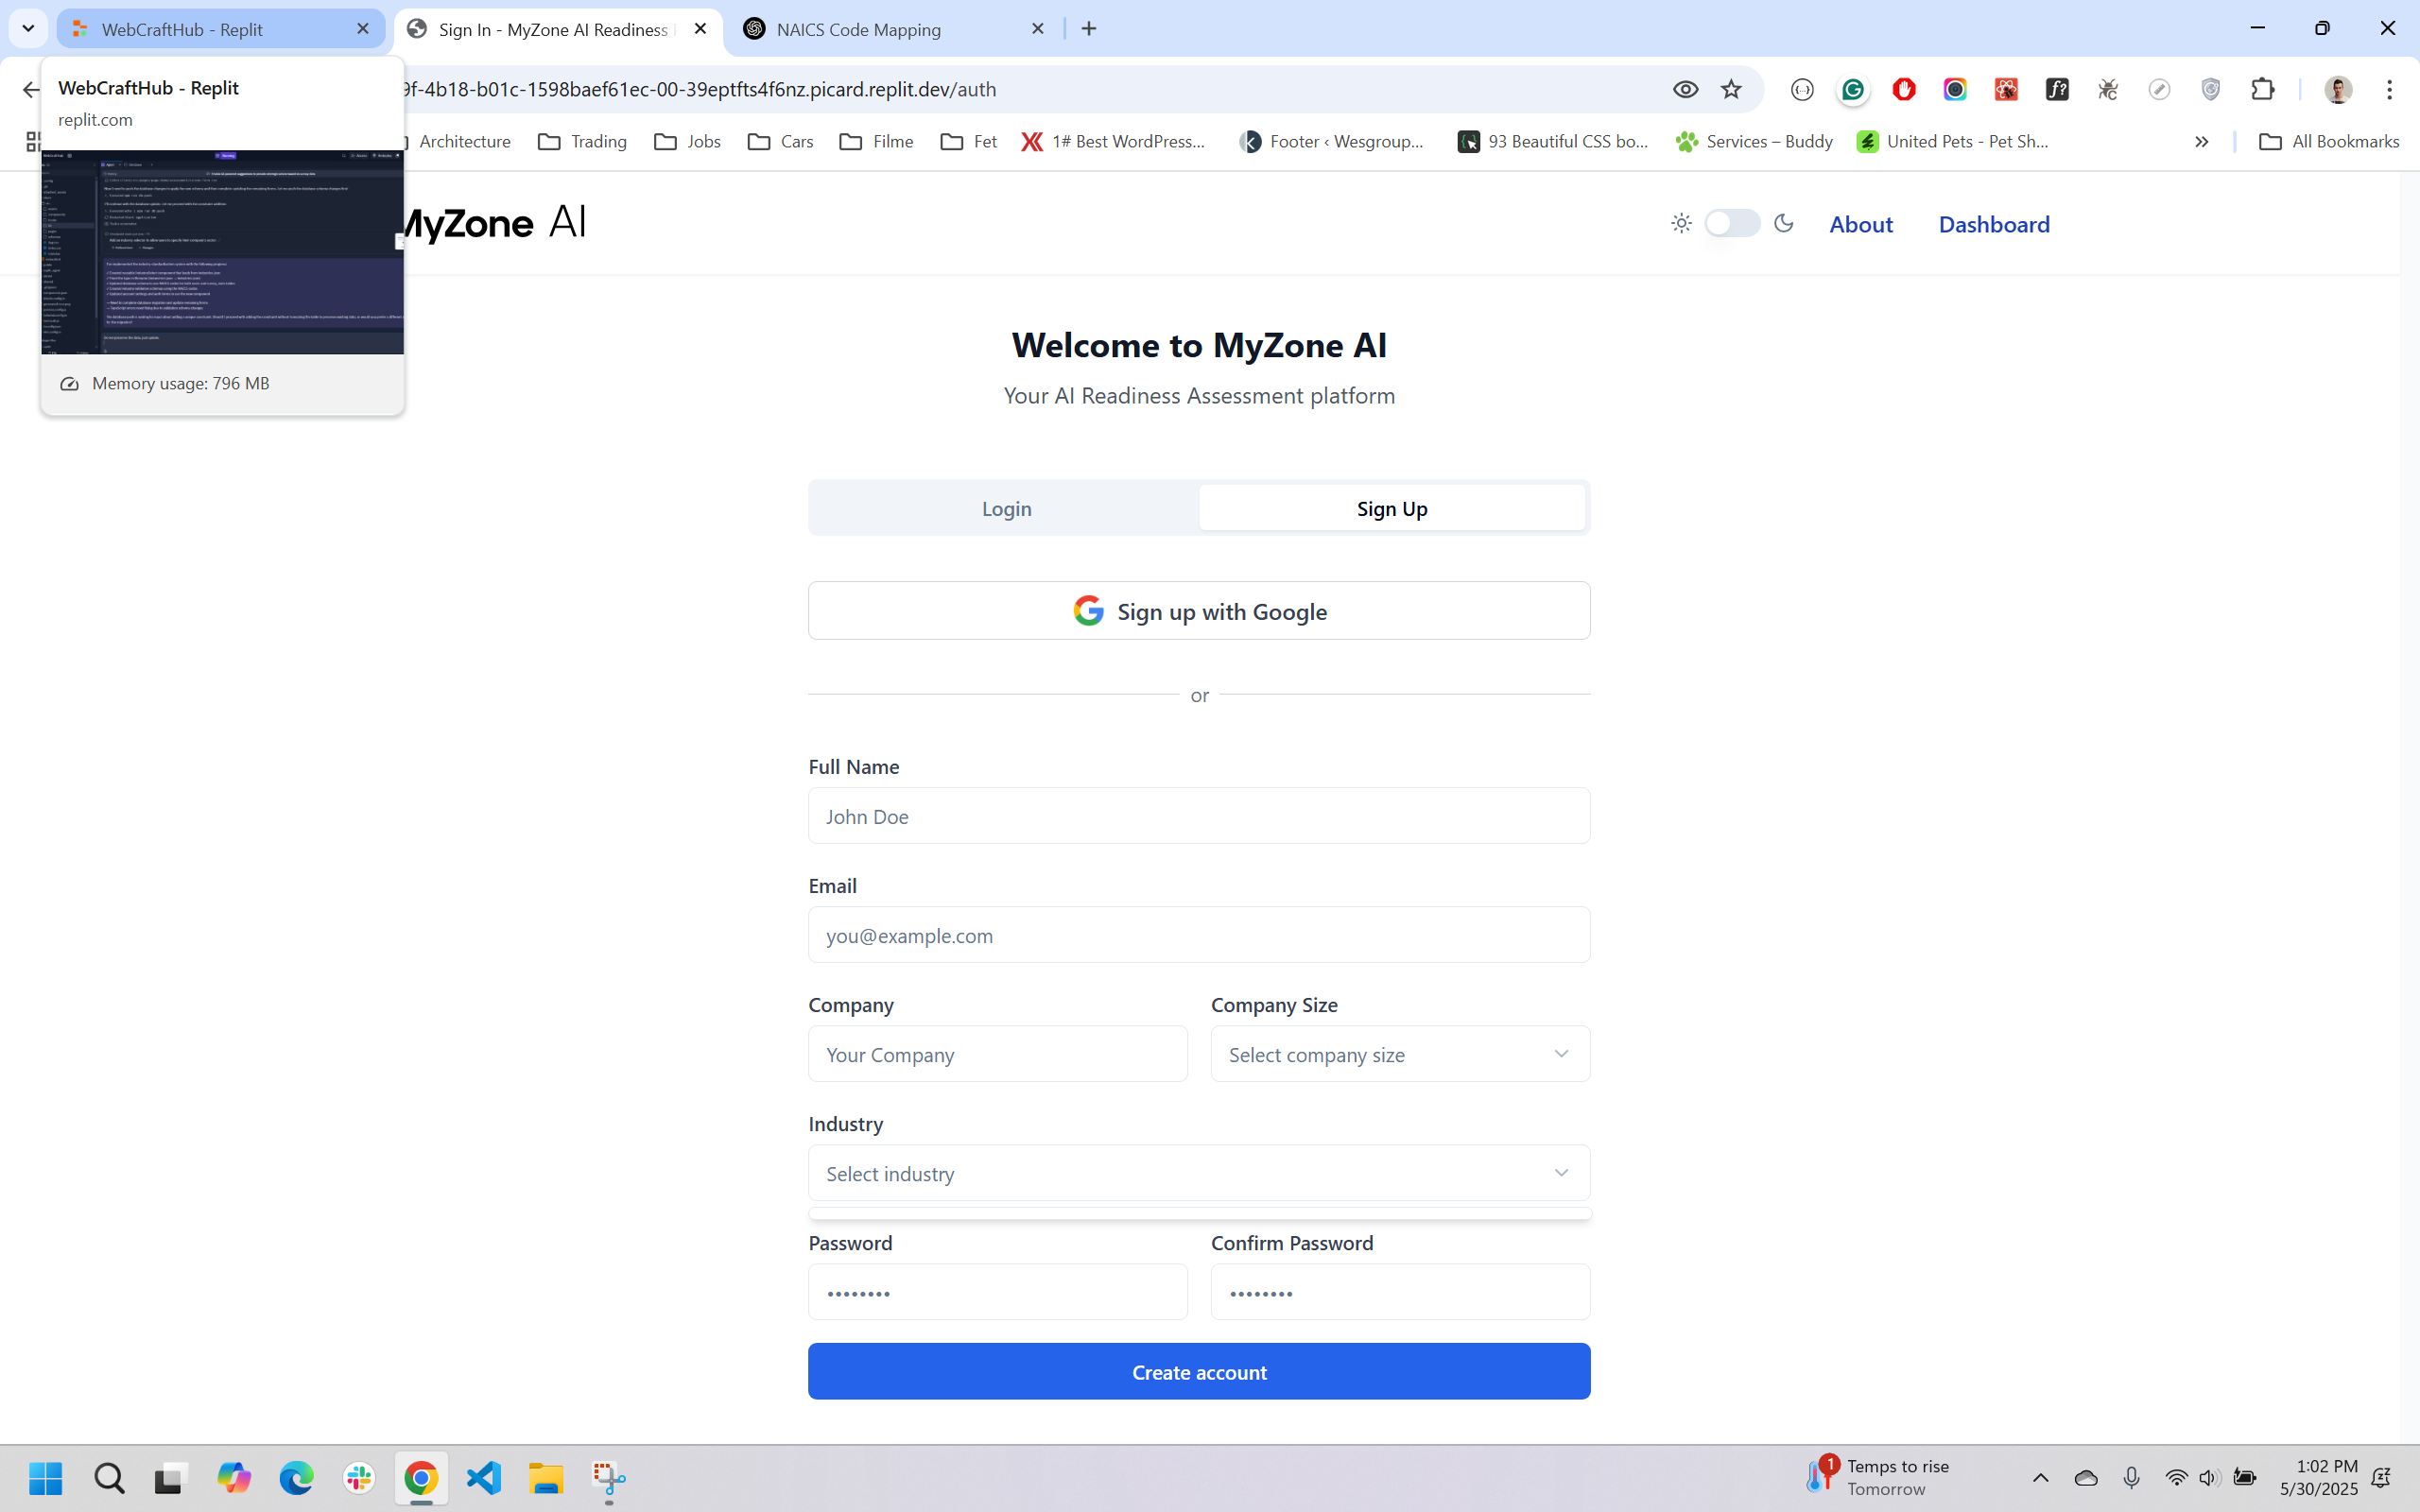 WebCraftHub - Replit
Sign In - MyZone AI Readiness
NAICS Code Mapping
WebCraftHub - Replit
replit.com
9f-4b18-b01c-1598baef61ec-00-39eptfts4f6nz.picard.replit.dev/auth
Architecture
Trading
Jobs
Cars
Filme
Fet
1# Best WordPress...
Footer ‹ Wesgroup...
93 Beautiful CSS bo...
Services – Buddy
United Pets - Pet Sh...
All Bookmarks
Memory usage: 796 MB
MyZone AI
About
Dashboard
Welcome to MyZone AI
Your AI Readiness Assessment platform
Login
Sign Up
Sign up with Google
or
Full Name
John Doe
Email
you@example.com
Company
Company Size
Your Company
Select company size
Industry
Select industry
Password
Confirm Password
Create account
1
Temps to rise
Tomorrow
1:02 PM
5/30/2025